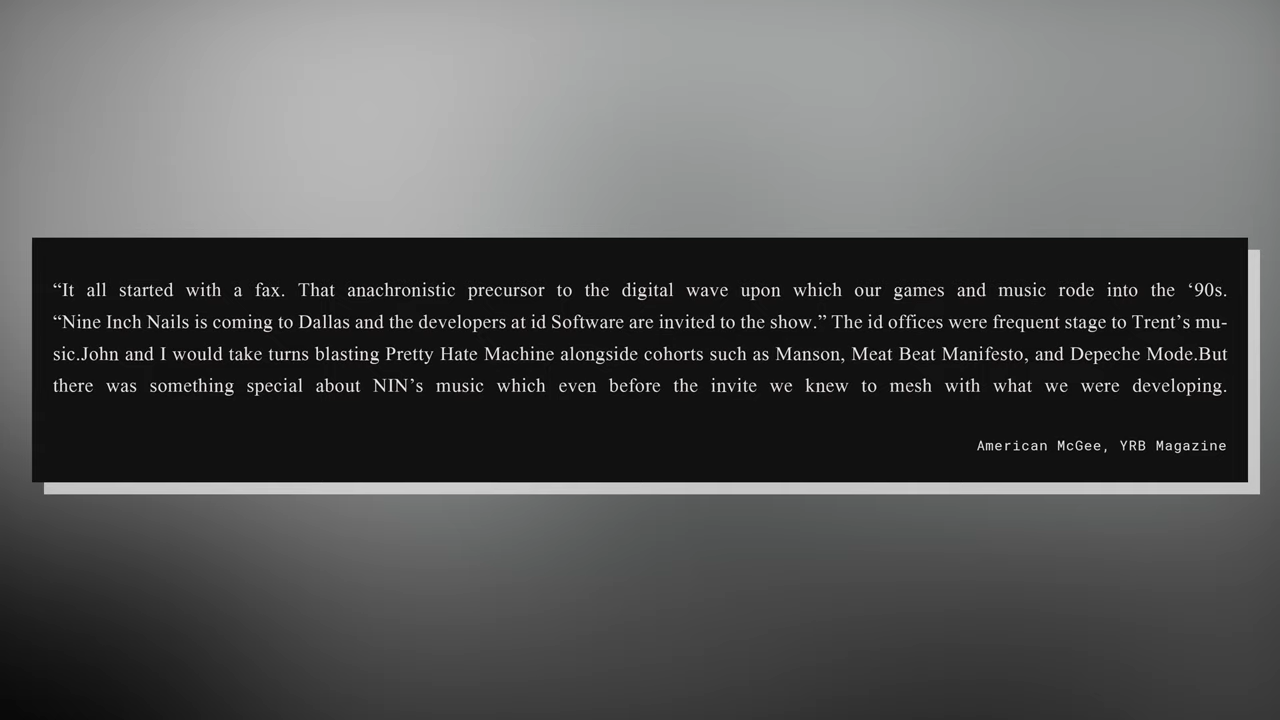 “It all started with a fax. That anachronistic precursor to the digital wave upon which our games and music rode into the ‘90s.
“Nine Inch Nails is coming to Dallas and the developers at id Software are invited to the show.” The id offices were frequent stage to Trent’s mu-
sic.John and I would take turns blasting Pretty Hate Machine alongside cohorts such as Manson, Meat Beat Manifesto, and Depeche Mode.But
there was something special about NIN’s music which even before the invite we knew to mesh with what we were developing.
American McGee, YRB Magazine